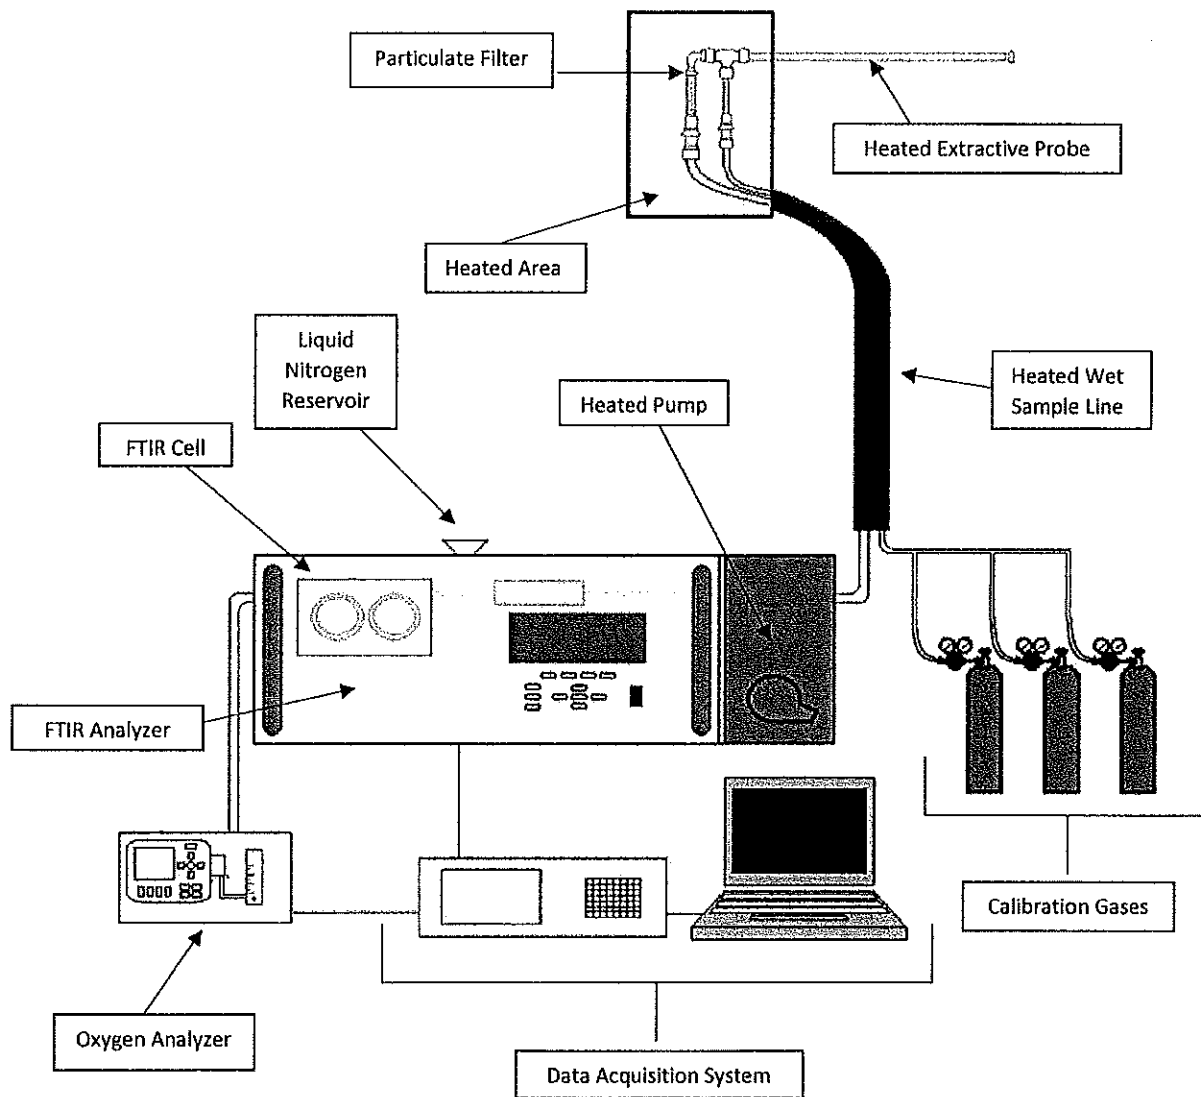 Particulate Filter
Heated Extractive Probe
Heated Area
Liquid
Nitrogen
Reservoir
Heated Pump
Heated Wet
Sample Line
FTIR Cell
FTIR Analyzer
Calibration Gases
Oxygen Analyzer
Data Acquisition System